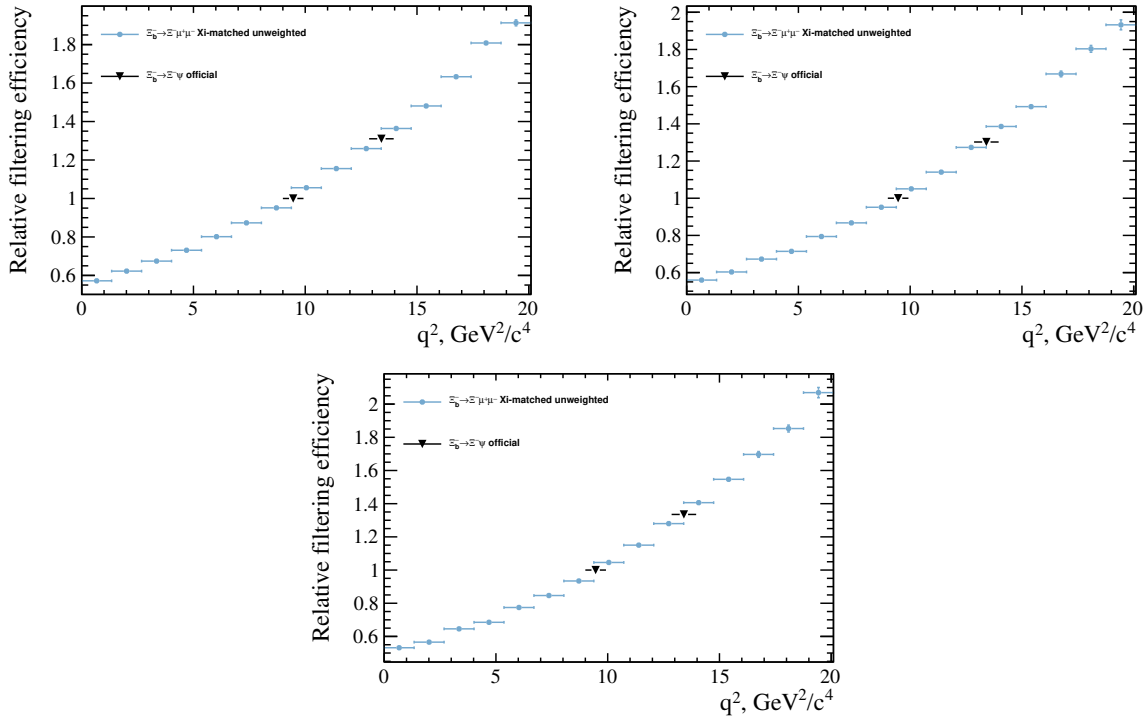 Relative filtering efficiency
1.8
1.6
1.4
1.2
1
0.8
0.6
Ξb⁻→Ξ⁻μ⁺μ⁻ Xi-matched unweighted
Ξb⁻→Ξ⁻ψ official
0 5 10 15 20
q², GeV²/c⁴
Relative filtering efficiency
2
1.8
1.6
1.4
1.2
1
0.8
0.6
Ξb⁻→Ξ⁻μ⁺μ⁻ Xi-matched unweighted
Ξb⁻→Ξ⁻ψ official
0 5 10 15 20
q², GeV²/c⁴
Relative filtering efficiency
2
1.8
1.6
1.4
1.2
1
0.8
0.6
Ξb⁻→Ξ⁻μ⁺μ⁻ Xi-matched unweighted
Ξb⁻→Ξ⁻ψ official
0 5 10 15 20
q², GeV²/c⁴